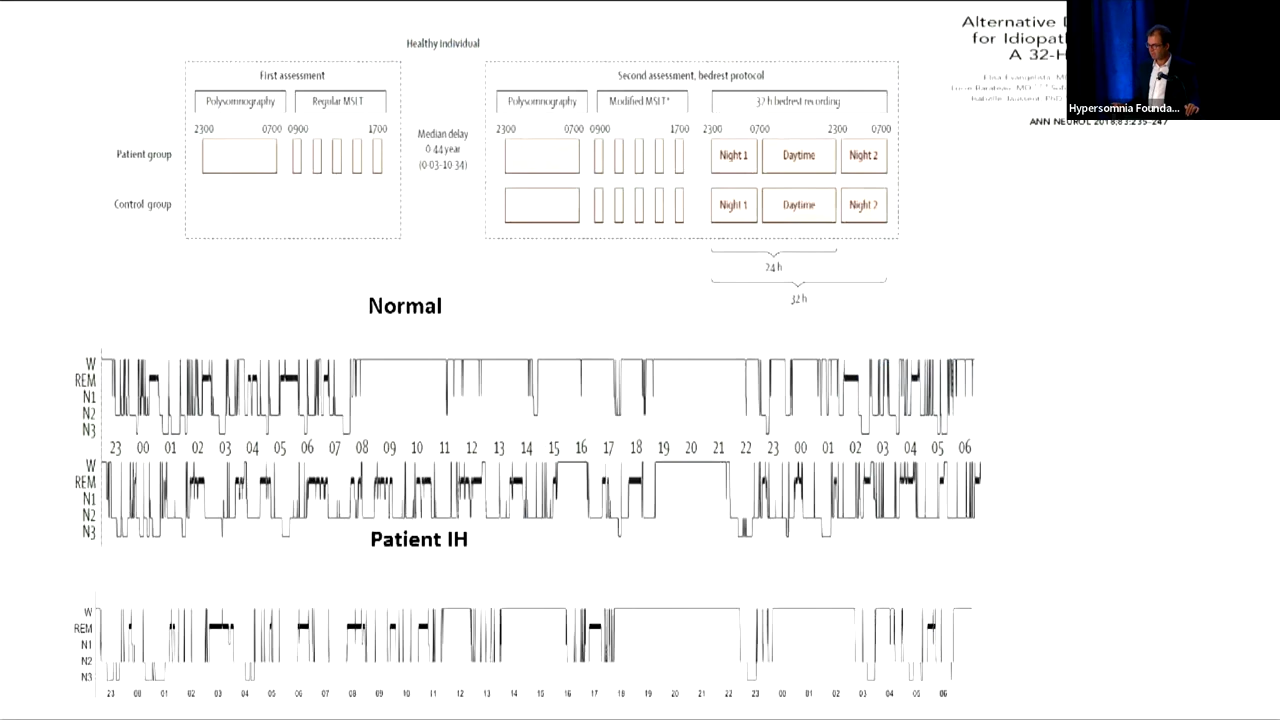 Alternative
for Idiopat
A 32-H
Hypersomnia Founda...
ANN NEUROL 2018;83:235-247
Healthy Individual
First assessment
Second assessment, bedrest protocol
Polysomnography Regular MSLT
Polysomnography Modified MSLT* 32 h bedrest recording
2300 0700 0900 1700
Median delay
0·44 year
(0·03-10·34)
2300 0700 0900 1700 2300 0700 2300 0700
Patient group
Night 1 Daytime Night 2
Control group
Night 1 Daytime Night 2
24 h
32 h
Normal
W
REM
N1
N2
N3
23 00 01 02 03 04 05 06 07 08 09 10 11 12 13 14 15 16 17 18 19 20 21 22 23 00 01 02 03 04 05 06
W
REM
N1
N2
N3
Patient IH
W
REM
N1
N2
N3
23 00 01 02 03 04 05 06 07 08 09 10 11 12 13 14 15 16 17 18 19 20 21 22 23 00 01 02 03 04 05 06